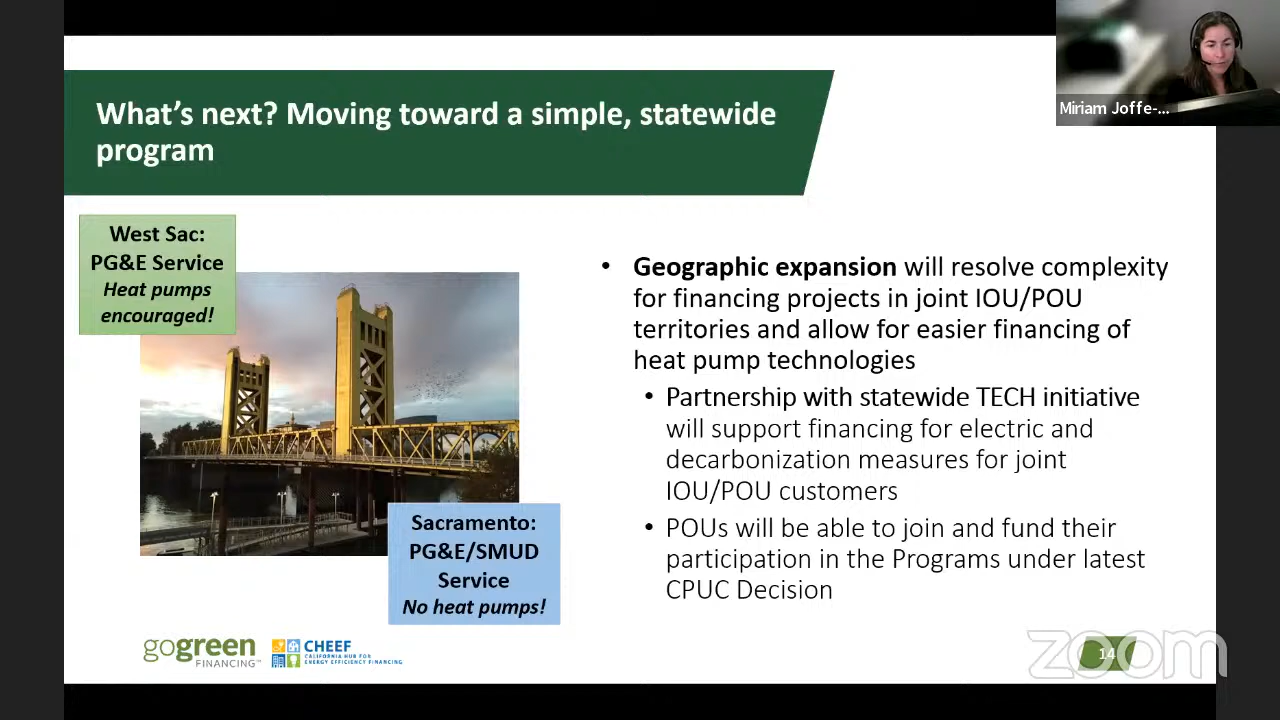 Miriam Joffe-...
What's next? Moving toward a simple, statewide
program
West Sac:
PG&E Service
Heat pumps
encouraged!
Sacramento:
PG&E/SMUD
Service
No heat pumps!
• Geographic expansion will resolve complexity
for financing projects in joint IOU/POU
territories and allow for easier financing of
heat pump technologies
• Partnership with statewide TECH initiative
will support financing for electric and
decarbonization measures for joint
IOU/POU customers
• POUs will be able to join and fund their
participation in the Programs under latest
CPUC Decision
gogreen
FINANCING™
CHEEF
CALIFORNIA HUB FOR
ENERGY EFFICIENCY FINANCING
14
zoom